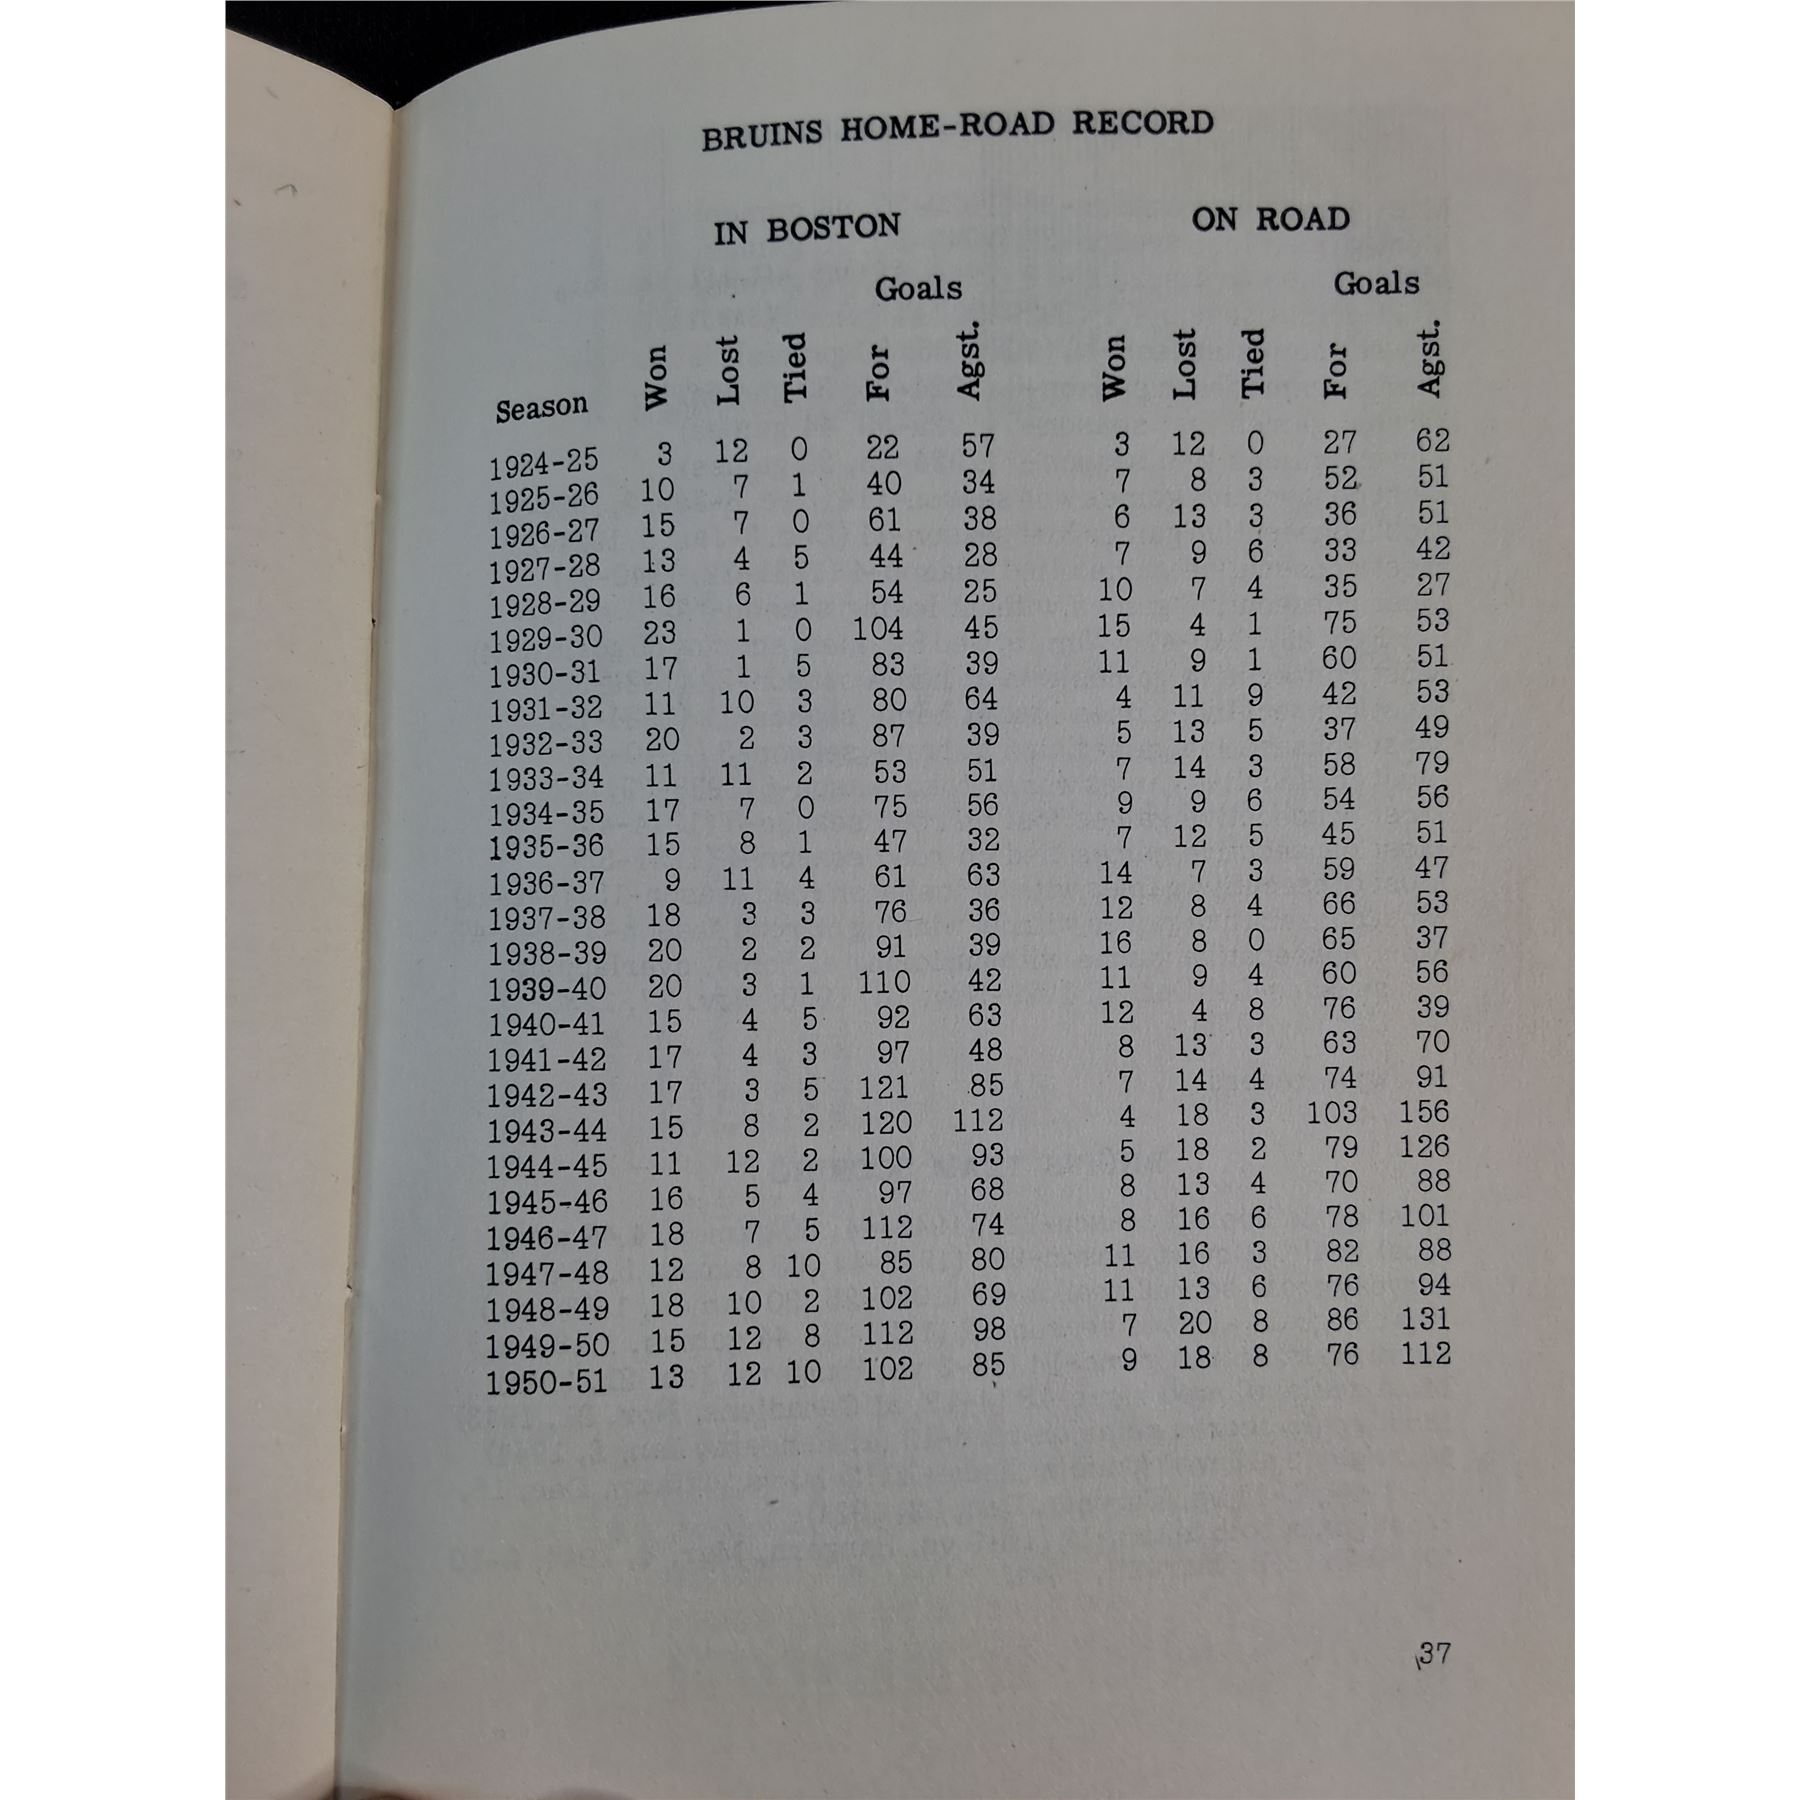 BRUINS HOME-ROAD RECORD
IN BOSTON ON ROAD
Goals Goals
Season Won Lost Tied For Agst. Won Lost Tied For Agst.
1924-25 3 12 0 22 57 3 12 0 27 62
1925-26 10 7 1 40 34 7 8 3 52 51
1926-27 15 7 0 61 38 6 13 3 36 51
1927-28 13 4 5 44 28 7 9 6 33 42
1928-29 16 6 1 54 25 10 7 4 35 27
1929-30 23 1 0 104 45 15 4 1 75 53
1930-31 17 1 5 83 39 11 9 1 60 51
1931-32 11 10 3 80 64 4 11 9 42 53
1932-33 20 2 3 87 39 5 13 5 37 49
1933-34 11 11 2 53 51 7 14 3 58 79
1934-35 17 7 0 75 56 9 9 6 54 56
1935-36 15 8 1 47 32 7 12 5 45 51
1936-37 9 11 4 61 63 14 7 3 59 47
1937-38 18 3 3 76 36 12 8 4 66 53
1938-39 20 2 2 91 39 16 8 0 65 37
1939-40 20 3 1 110 42 11 9 4 60 56
1940-41 15 4 5 92 63 12 4 8 76 39
1941-42 17 4 3 97 48 8 13 3 63 70
1942-43 17 3 5 121 85 7 14 4 74 91
1943-44 15 8 2 120 112 4 18 3 103 156
1944-45 11 12 2 100 93 5 18 2 79 126
1945-46 16 5 4 97 68 8 13 4 70 88
1946-47 18 7 5 112 74 8 16 6 78 101
1947-48 12 8 10 85 80 11 16 3 82 88
1948-49 18 10 2 102 69 11 13 6 76 94
1949-50 15 12 8 112 98 7 20 8 86 131
1950-51 13 12 10 102 85 9 18 8 76 112
37